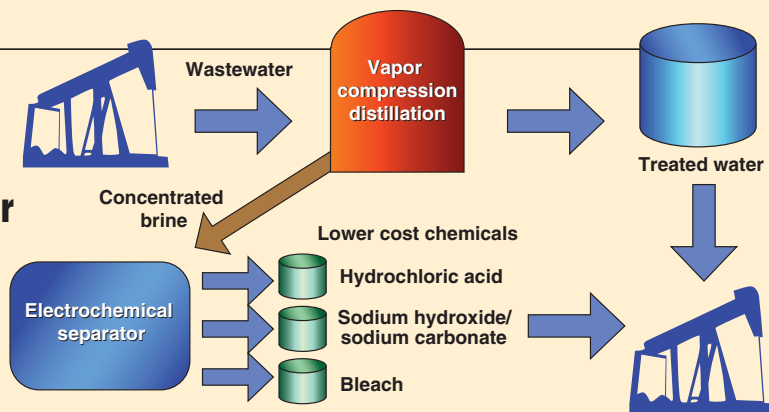 Wastewater
Vapor
compression
distillation
Treated water
Concentrated
brine
r
Lower cost chemicals
Electrochemical
separator
Hydrochloric acid
Sodium hydroxide/
sodium carbonate
Bleach